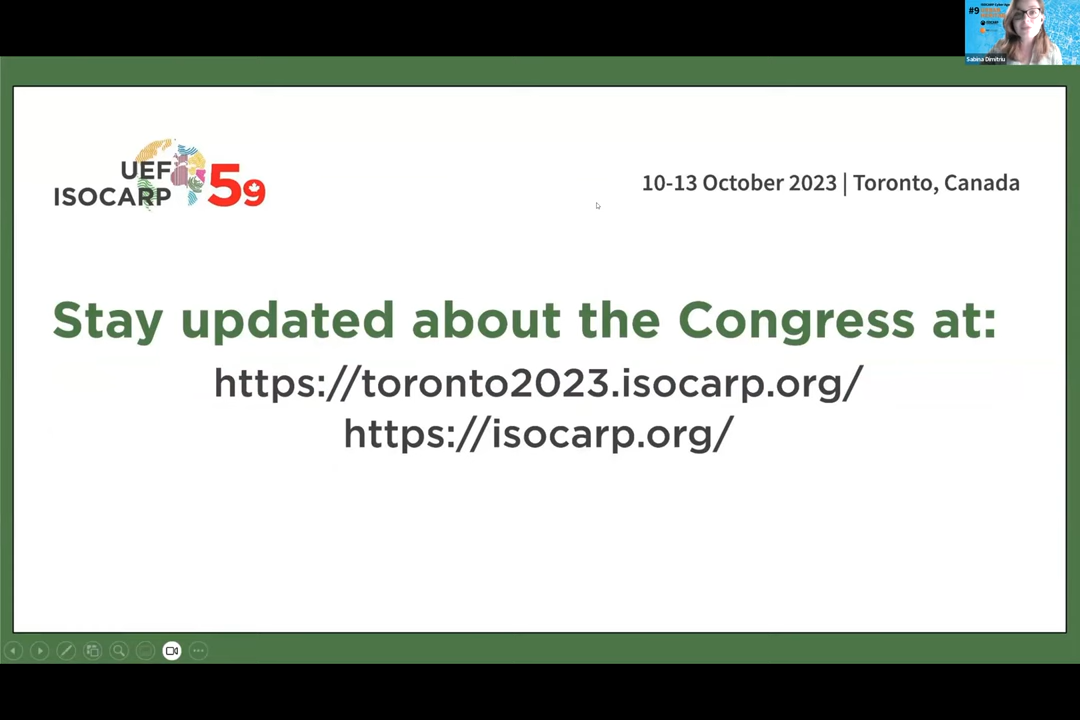 #9
Sabina Dimitriu
UEF
ISOCARP
59
10-13 October 2023 | Toronto, Canada
Stay updated about the Congress at:
https://toronto2023.isocarp.org/
https://isocarp.org/